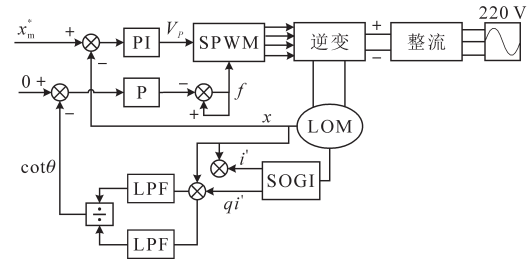 220 V
x*m + − PI VP SPWM 逆变 + − 整流
0 + − P − + f
x LOM
i'
cotθ LPF SOGI
÷ qi'
LPF